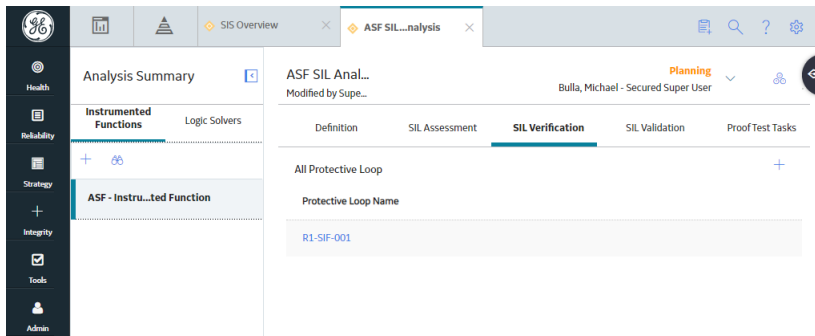 SIS Overview
ASF SIL...nalysis
Health
Reliability
Strategy
Integrity
Tools
Admin
Analysis Summary
Instrumented
Functions
Logic Solvers
ASF - Instru...ted Function
ASF SIL Anal...
Modified by Supe...
Planning
Bulla, Michael - Secured Super User
Definition
SIL Assessment
SIL Verification
SIL Validation
Proof Test Tasks
All Protective Loop
Protective Loop Name
R1-SIF-001